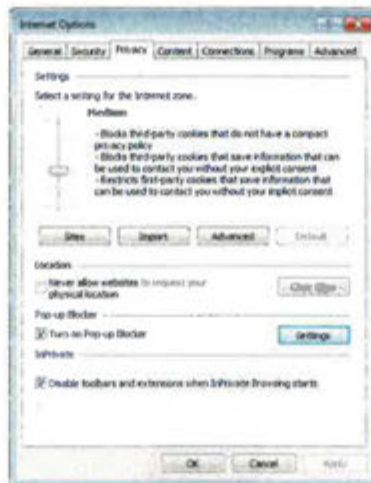 Internet Options
General Security Privacy Content Connections Programs Advanced
Settings
Select a setting for the Internet zone.
Medium
- Blocks third-party cookies that do not have a compact
privacy policy
- Blocks third-party cookies that save information that can
be used to contact you without your explicit consent
- Restricts first-party cookies that save information that
can be used to contact you without your implicit consent
Sites Import Advanced Default
Location
Never allow websites to request your
physical location
Clear Sites
Pop-up Blocker
Turn on Pop-up Blocker
Settings
InPrivate
Disable toolbars and extensions when InPrivate Browsing starts
OK Cancel Apply